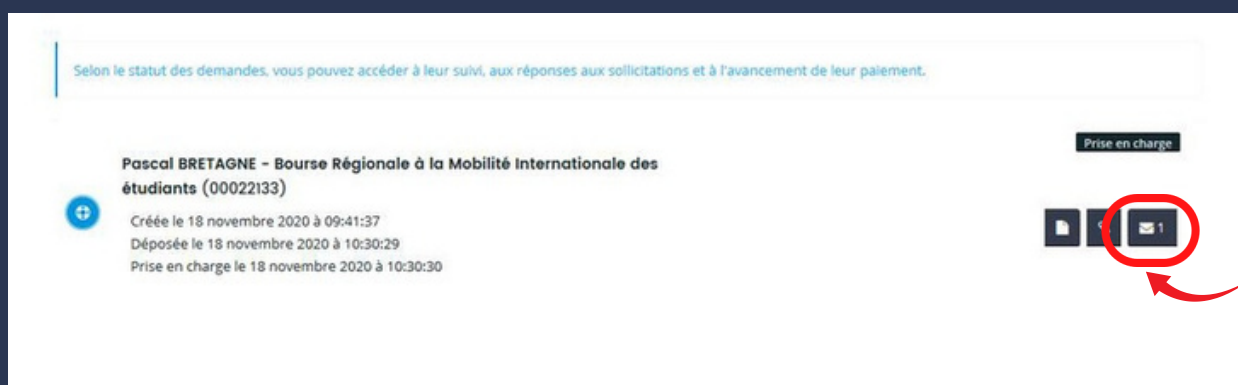 Selon le statut des demandes, vous pouvez accéder à leur suivi, aux réponses aux sollicitations et à l'avancement de leur paiement.
Prise en charge
Pascal BRETAGNE - Bourse Régionale à la Mobilité Internationale des
étudiants (00022133)
Créée le 18 novembre 2020 à 09:41:37
Déposée le 18 novembre 2020 à 10:30:29
Prise en charge le 18 novembre 2020 à 10:30:30
1